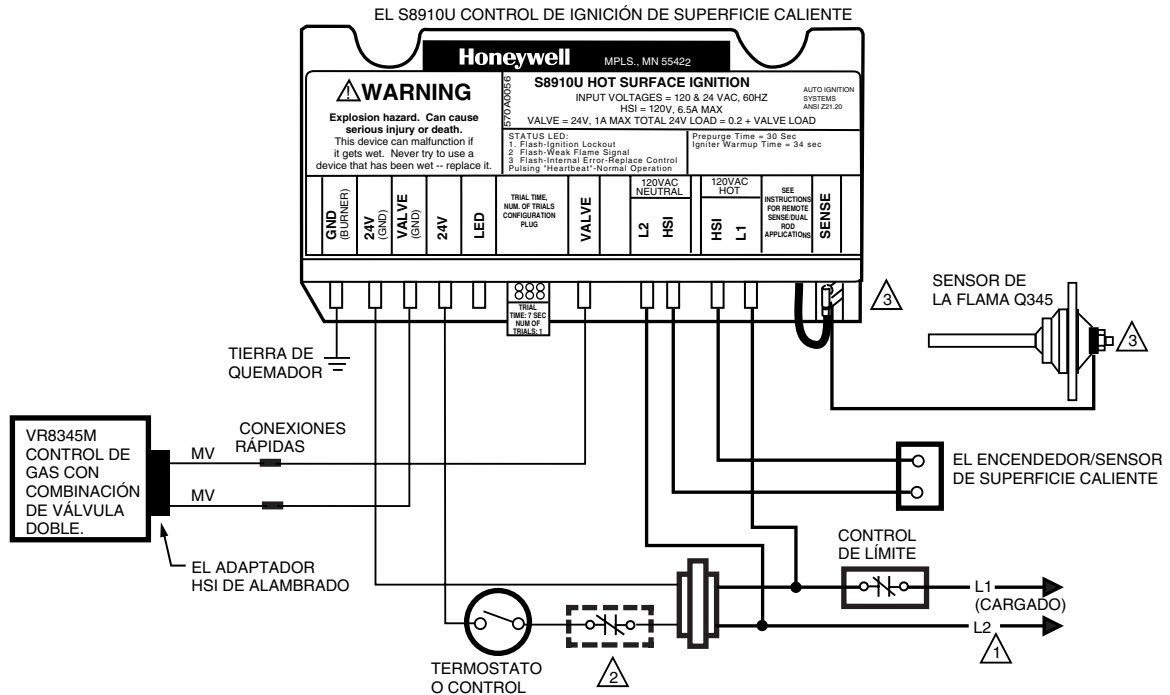 EL S8910U CONTROL DE IGNICIÓN DE SUPERFICIE CALIENTE
Honeywell
MPLS., MN 55422
WARNING
Explosion hazard. Can cause
serious injury or death.
This device can malfunction if
it gets wet. Never try to use a
device that has been wet -- replace it.
570A0056
S8910U HOT SURFACE IGNITION
INPUT VOLTAGES = 120 & 24 VAC, 60HZ
HSI = 120V, 6.5A MAX
VALVE = 24V, 1A MAX TOTAL 24V LOAD = 0.2 + VALVE LOAD
AUTO IGNITION
SYSTEMS
ANSI Z21.20
STATUS LED:
1. Flash-Ignition Lockout
2 Flash-Weak Flame Signal
3 Flash-Internal Error-Replace Control
Pulsing "Heartbeat"-Normal Operation
Prepurge Time = 30 Sec
Igniter Warmup Time = 34 sec
GND
(BURNER)
24V
(GND)
VALVE
(GND)
24V
LED
TRIAL TIME,
NUM. OF TRIALS
CONFIGURATION
PLUG
VALVE
120VAC
NEUTRAL
L2
HSI
120VAC
HOT
HSI
L1
SEE
INSTRUCTIONS
FOR REMOTE
SENSE/DUAL
ROD
APPLICATIONS
SENSE
TRIAL
TIME: 7 SEC
NUM OF
TRIALS: 1
3
SENSOR DE
LA FLAMA Q345
3
TIERRA DE
QUEMADOR
VR8345M
CONTROL DE
GAS CON
COMBINACIÓN
DE VÁLVULA
DOBLE.
MV
MV
CONEXIONES
RÁPIDAS
EL ADAPTADOR
HSI DE ALAMBRADO
EL ENCENDEDOR/SENSOR
DE SUPERFICIE CALIENTE
CONTROL
DE LÍMITE
L1
(CARGADO)
L2
1
2
TERMOSTATO
O CONTROL